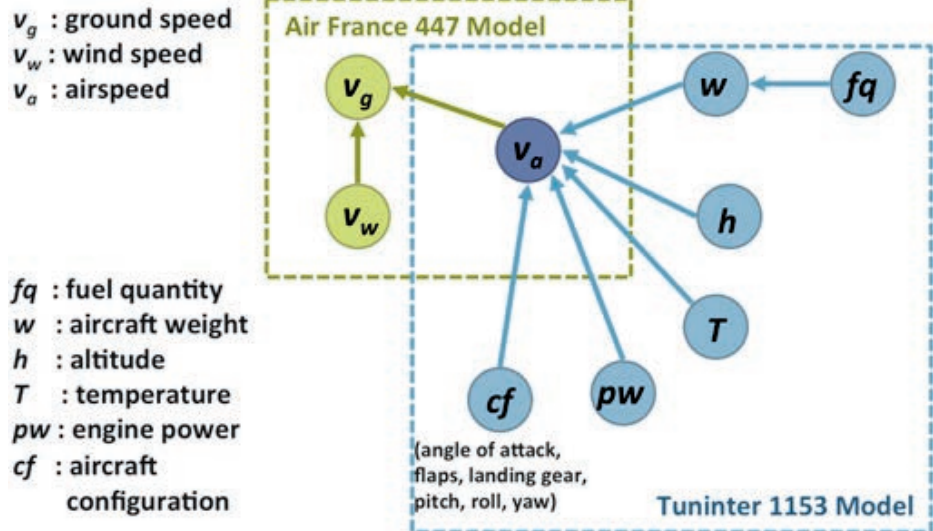 v_g : ground speed
v_w : wind speed
v_a : airspeed
Air France 447 Model
v_g
v_a
v_w
w
fq
h
T
cf
pw
fq : fuel quantity
w : aircraft weight
h : altitude
T : temperature
pw : engine power
cf : aircraft
configuration
(angle of attack,
flaps, landing gear,
pitch, roll, yaw)
Tuninter 1153 Model